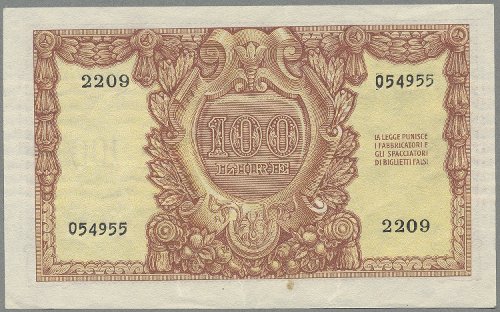 2209
054955
100
LIRE
LA LEGGE PUNISCE
I FABBRICATORI E
GLI SPACCIATORI
DI BIGLIETTI FALSI
054955
2209